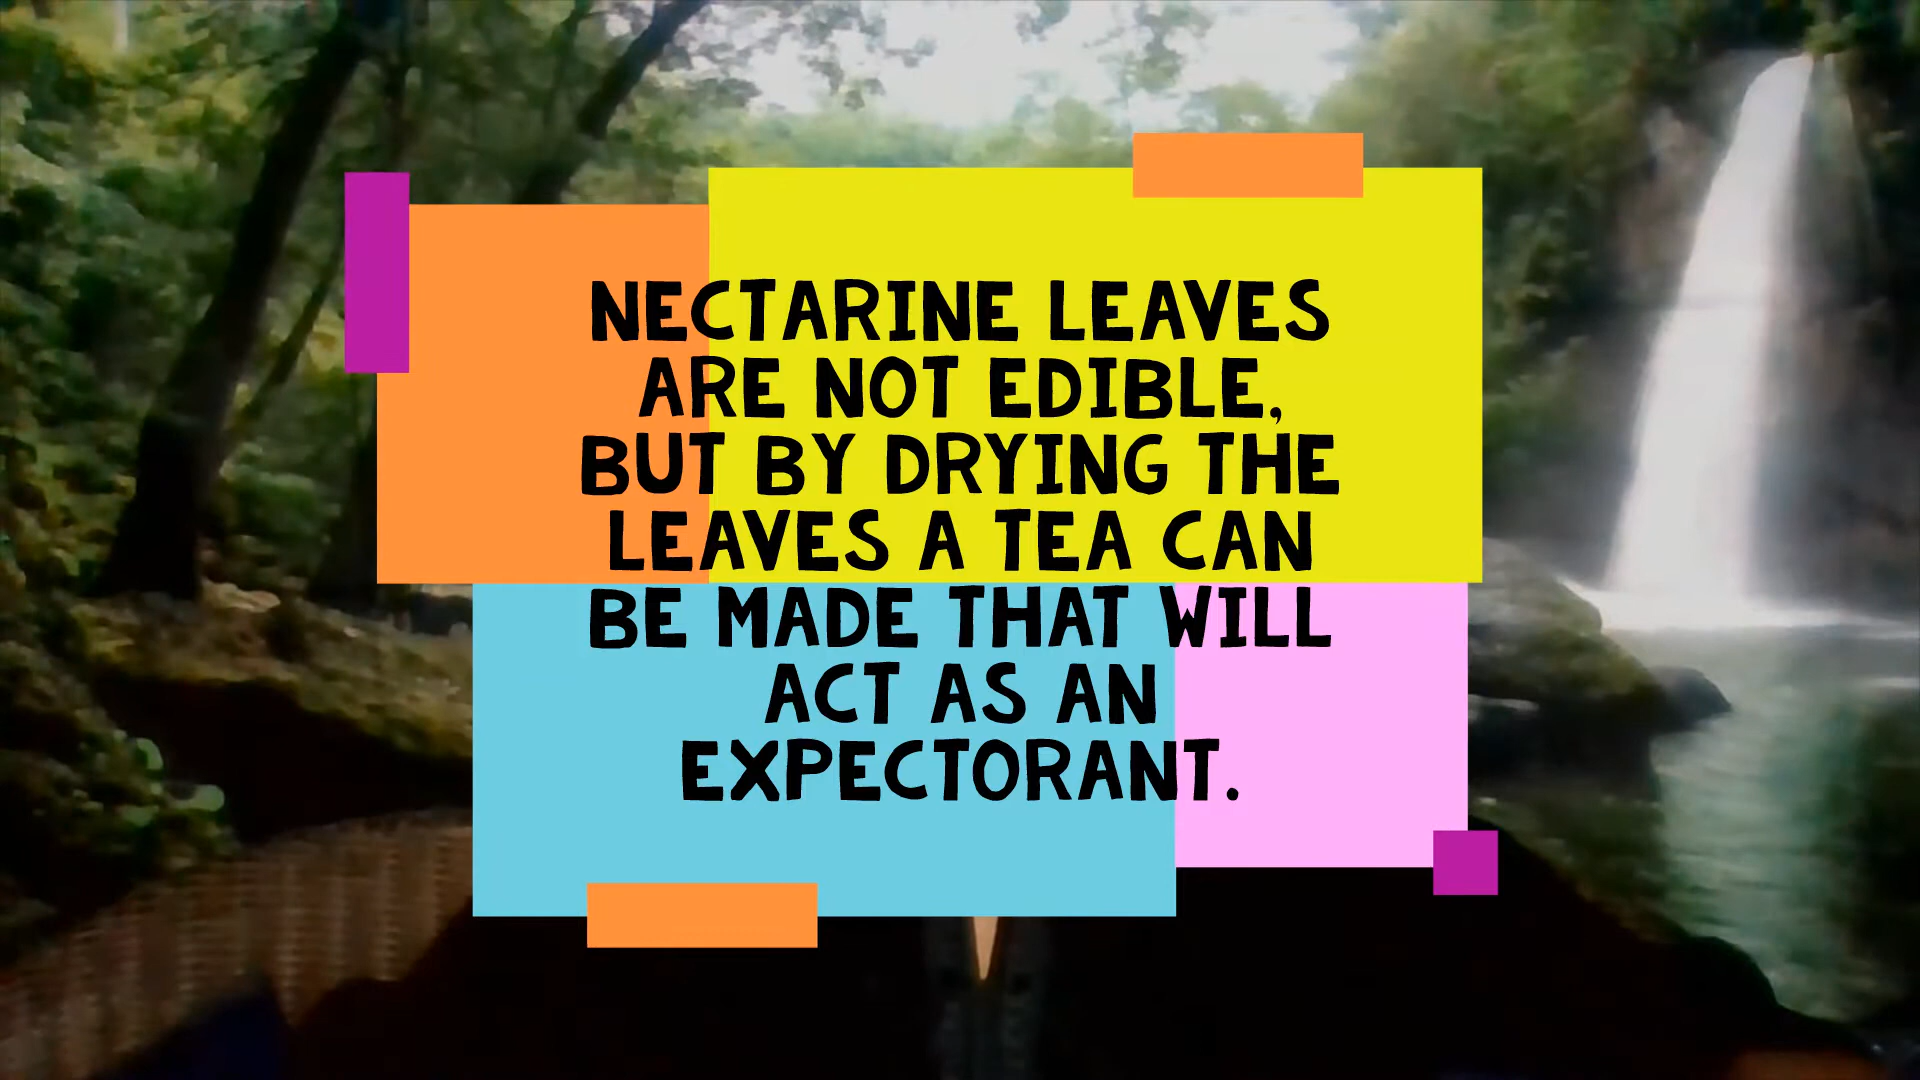 NECTARINE LEAVES
ARE NOT EDIBLE,
BUT BY DRYING THE
LEAVES A TEA CAN
BE MADE THAT WILL
ACT AS AN
EXPECTORANT.